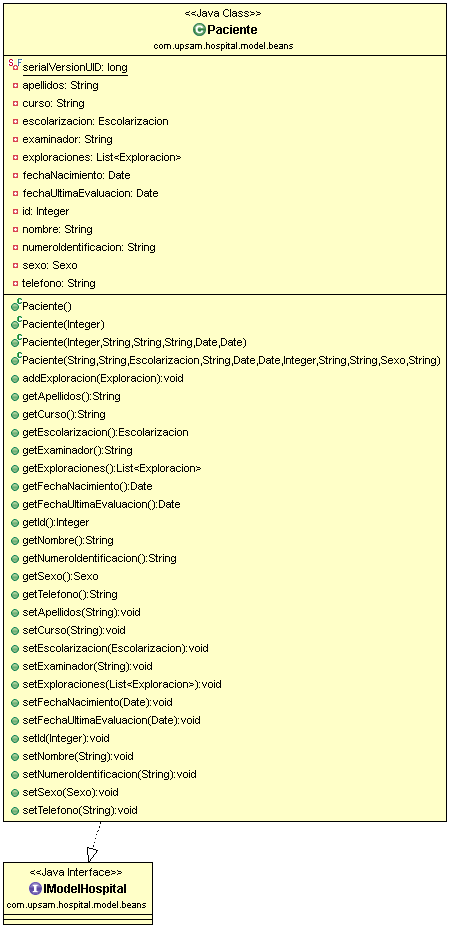 <<Java Class>>
Paciente
com.upsam.hospital.model.beans
serialVersionUID: long
apellidos: String
curso: String
escolarizacion: Escolarizacion
examinador: String
exploraciones: List<Exploracion>
fechaNacimiento: Date
fechaUltimaEvaluacion: Date
id: Integer
nombre: String
numeroIdentificacion: String
sexo: Sexo
telefono: String
Paciente()
Paciente(Integer)
Paciente(Integer,String,String,String,Date,Date)
Paciente(String,String,Escolarizacion,String,Date,Date,Integer,String,String,Sexo,String)
addExploracion(Exploracion):void
getApellidos():String
getCurso():String
getEscolarizacion():Escolarizacion
getExaminador():String
getExploraciones():List<Exploracion>
getFechaNacimiento():Date
getFechaUltimaEvaluacion():Date
getId():Integer
getNombre():String
getNumeroIdentificacion():String
getSexo():Sexo
getTelefono():String
setApellidos(String):void
setCurso(String):void
setEscolarizacion(Escolarizacion):void
setExaminador(String):void
setExploraciones(List<Exploracion>):void
setFechaNacimiento(Date):void
setFechaUltimaEvaluacion(Date):void
setId(Integer):void
setNombre(String):void
setNumeroIdentificacion(String):void
setSexo(Sexo):void
setTelefono(String):void
<<Java Interface>>
IModelHospital
com.upsam.hospital.model.beans